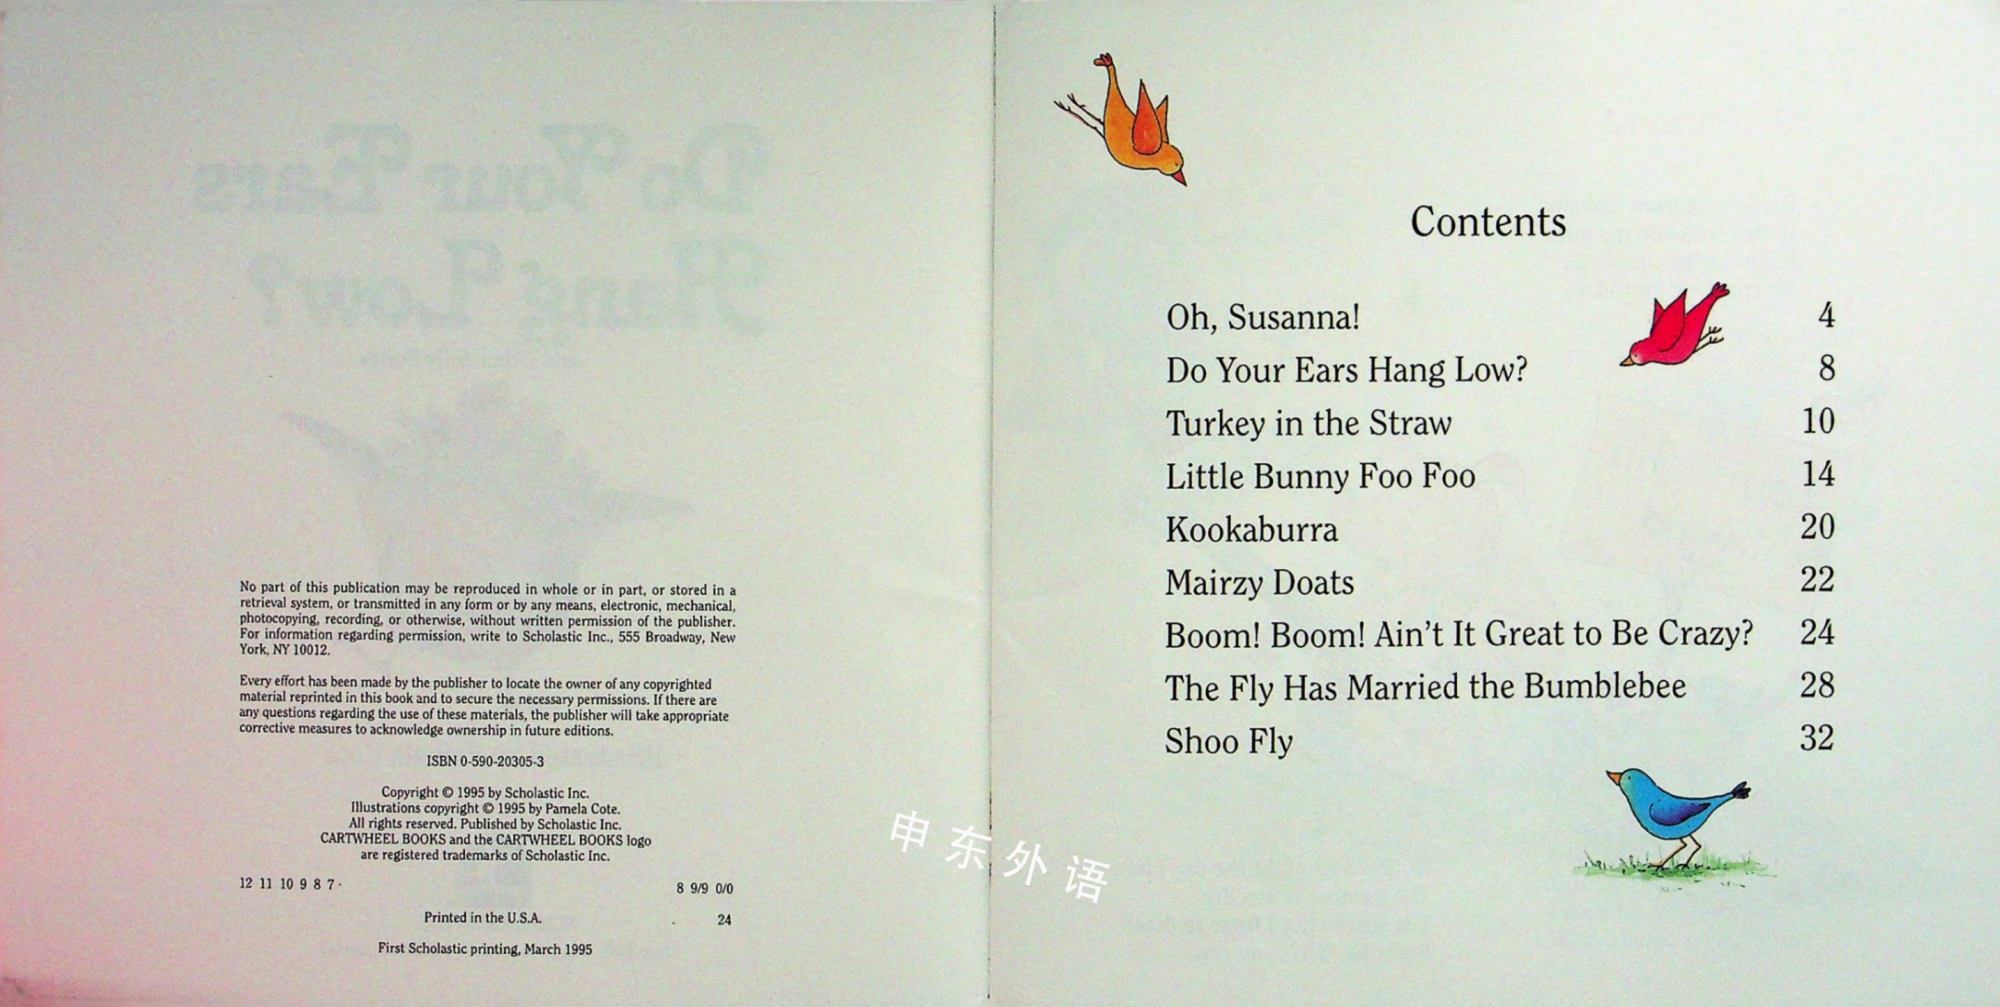 No part of this publication may be reproduced in whole or in part, or stored in a
retrieval system, or transmitted in any form or by any means, electronic, mechanical,
photocopying, recording, or otherwise, without written permission of the publisher.
For information regarding permission, write to Scholastic Inc., 555 Broadway, New
York, NY 10012.
Every effort has been made by the publisher to locate the owner of any copyrighted
material reprinted in this book and to secure the necessary permissions. If there are
any questions regarding the use of these materials, the publisher will take appropriate
corrective measures to acknowledge ownership in future editions.
ISBN 0-590-20305-3
Copyright © 1995 by Scholastic Inc.
Illustrations copyright © 1995 by Pamela Cote.
All rights reserved. Published by Scholastic Inc.
CARTWHEEL BOOKS and the CARTWHEEL BOOKS logo
are registered trademarks of Scholastic Inc.
12 11 10 9 8 7 8 9/9 0/0
Printed in the U.S.A. 24
First Scholastic printing, March 1995
Contents
Oh, Susanna! 4
Do Your Ears Hang Low? 8
Turkey in the Straw 10
Little Bunny Foo Foo 14
Kookaburra 20
Mairzy Doats 22
Boom! Boom! Ain't It Great to Be Crazy? 24
The Fly Has Married the Bumblebee 28
Shoo Fly 32
申东外语